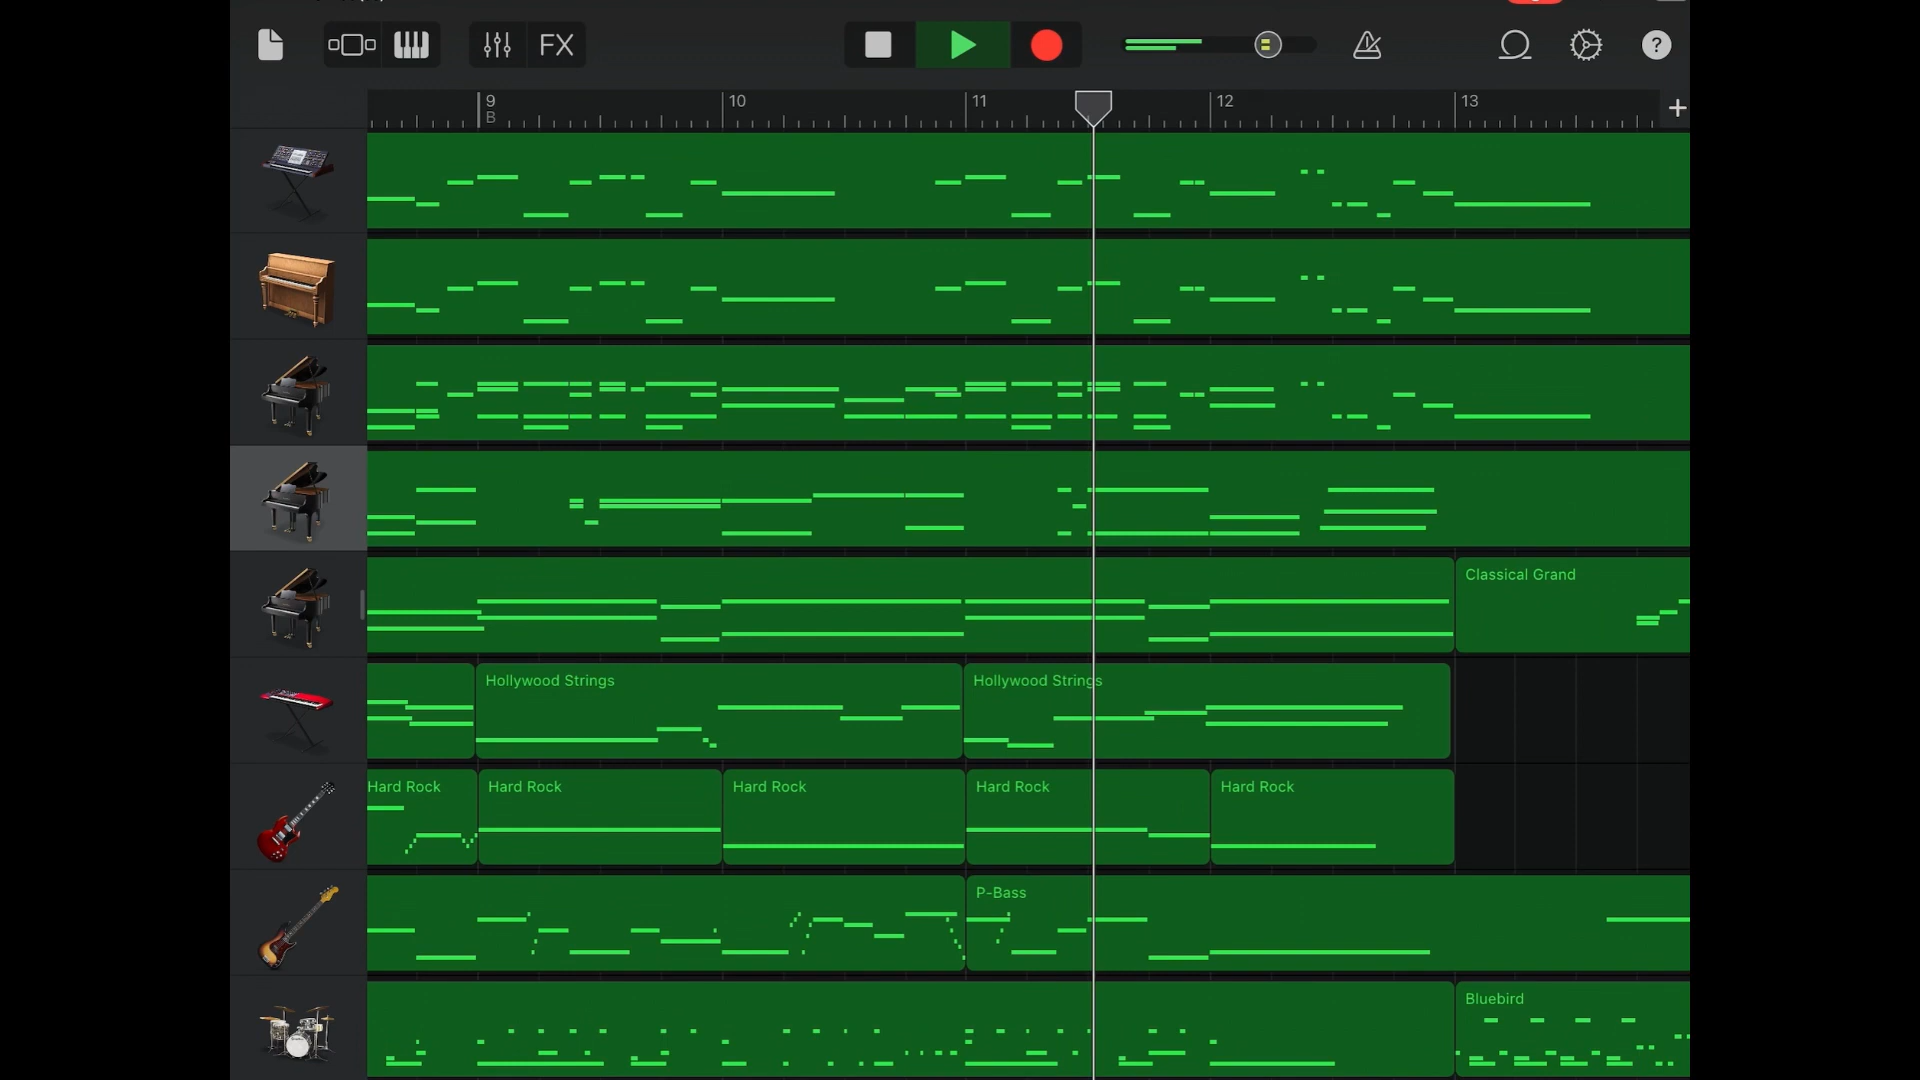 FX
?
9
B
10
11
12
13
+
Classical Grand
Hollywood Strings
Hollywood Strings
Hard Rock
Hard Rock
Hard Rock
Hard Rock
Hard Rock
P-Bass
Bluebird